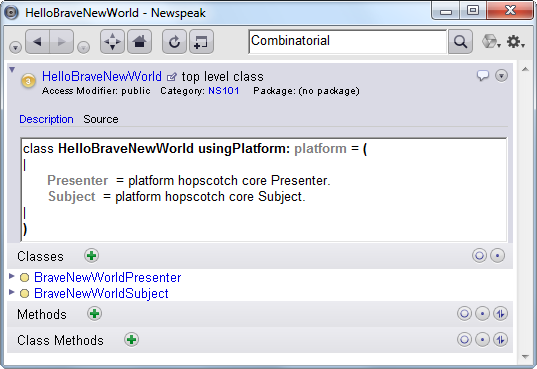 HelloBraveNewWorld - Newspeak
Combinatorial
HelloBraveNewWorld top level class
Access Modifier: public Category: NS101 Package: (no package)
Description Source
class HelloBraveNewWorld usingPlatform: platform = (
|
Presenter = platform hopscotch core Presenter.
Subject = platform hopscotch core Subject.
|
)
Classes
BraveNewWorldPresenter
BraveNewWorldSubject
Methods
Class Methods